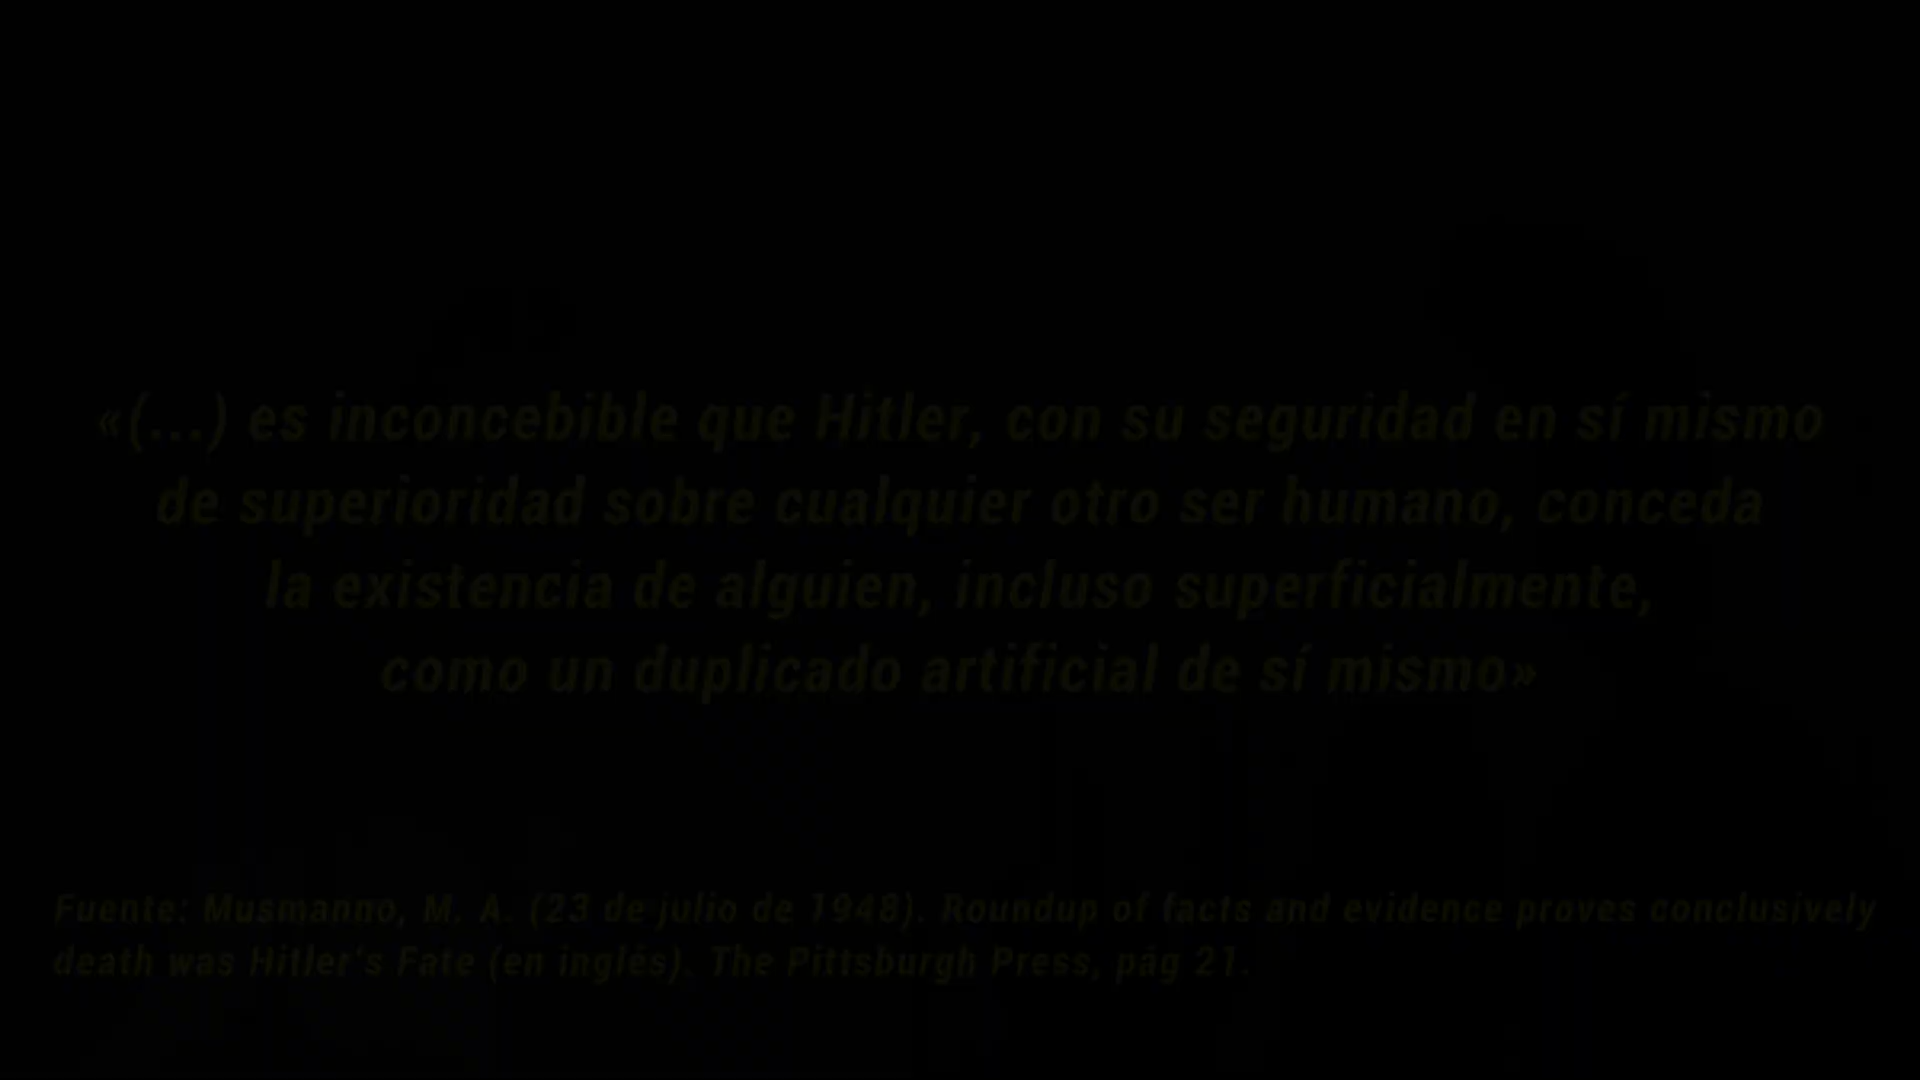 «(...) es inconcebible que Hitler, con su seguridad en sí mismo
de superioridad sobre cualquier otro ser humano, conceda
la existencia de alguien, incluso superficialmente,
como un duplicado artificial de sí mismo»
Fuente: Musmanno, M. A. (23 de julio de 1948). Roundup of facts and evidence proves conclusively
death was Hitler's Fate (en inglés). The Pittsburgh Press, pág 21.